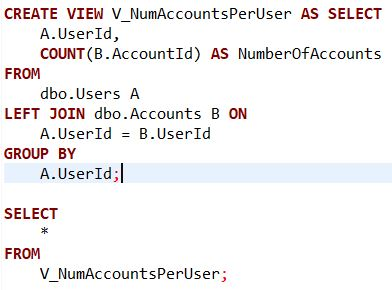 CREATE VIEW V_NumAccountsPerUser AS SELECT
    A.UserId,
    COUNT(B.AccountId) AS NumberOfAccounts
FROM
    dbo.Users A
LEFT JOIN dbo.Accounts B ON
    A.UserId = B.UserId
GROUP BY
    A.UserId;

SELECT
    *
FROM
    V_NumAccountsPerUser;